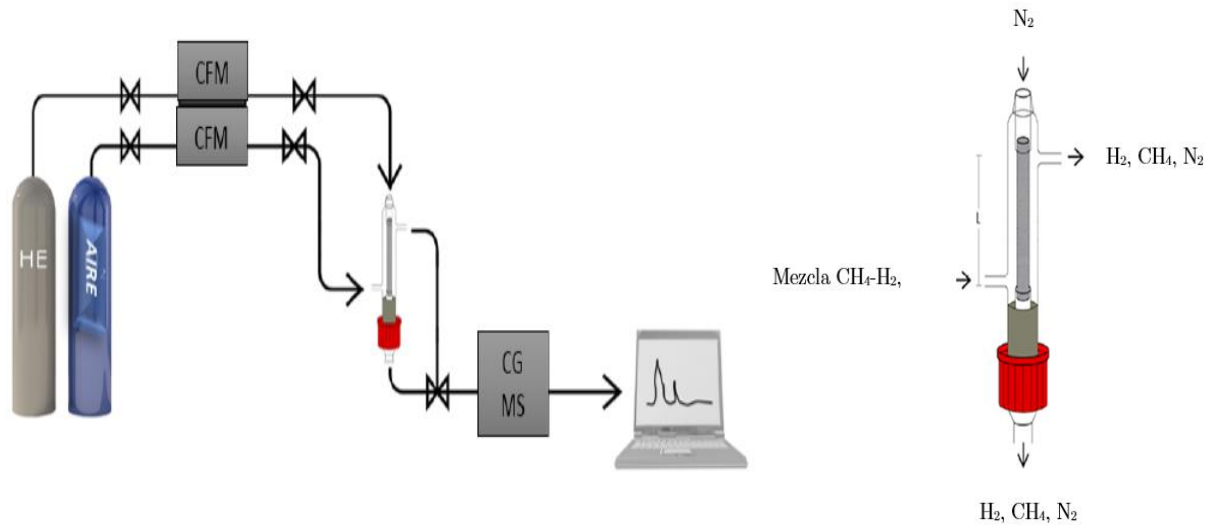 CFM
CFM
HE
AIRE
CG
MS
N₂
H₂, CH₄, N₂
L
Mezcla CH₄-H₂,
H₂, CH₄, N₂